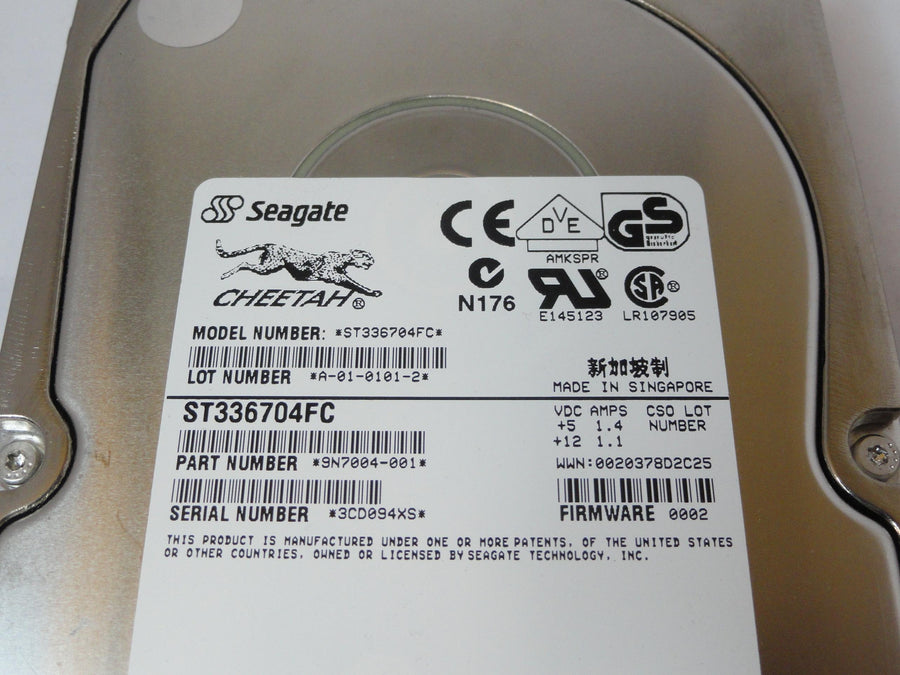 Seagate
CHEETAH®
CE
DVE
AMKSPR
GS
N176
RU®
E145123
SA®
LR107905
MODEL NUMBER: *ST336704FC*
LOT NUMBER *A-01-0101-2*
新加坡制
MADE IN SINGAPORE
ST336704FC
VDC AMPS CSO LOT
+5 1.4 NUMBER
+12 1.1
PART NUMBER *9N7004-001*
WWN:0020378D2C25
SERIAL NUMBER *3CD094XS*
FIRMWARE 0002
THIS PRODUCT IS MANUFACTURED UNDER ONE OR MORE PATENTS, OF THE UNITED STATES
OR OTHER COUNTRIES, OWNED OR LICENSED BY SEAGATE TECHNOLOGY, INC.